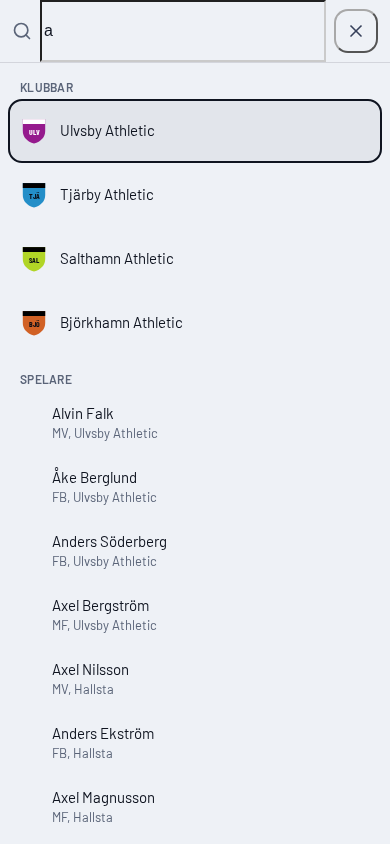 a
KLUBBAR
ULV Ulvsby Athletic
TJÄ Tjärby Athletic
SAL Salthamn Athletic
BJÖ Björkhamn Athletic
SPELARE
Alvin Falk
MV, Ulvsby Athletic
Åke Berglund
FB, Ulvsby Athletic
Anders Söderberg
FB, Ulvsby Athletic
Axel Bergström
MF, Ulvsby Athletic
Axel Nilsson
MV, Hallsta
Anders Ekström
FB, Hallsta
Axel Magnusson
MF, Hallsta